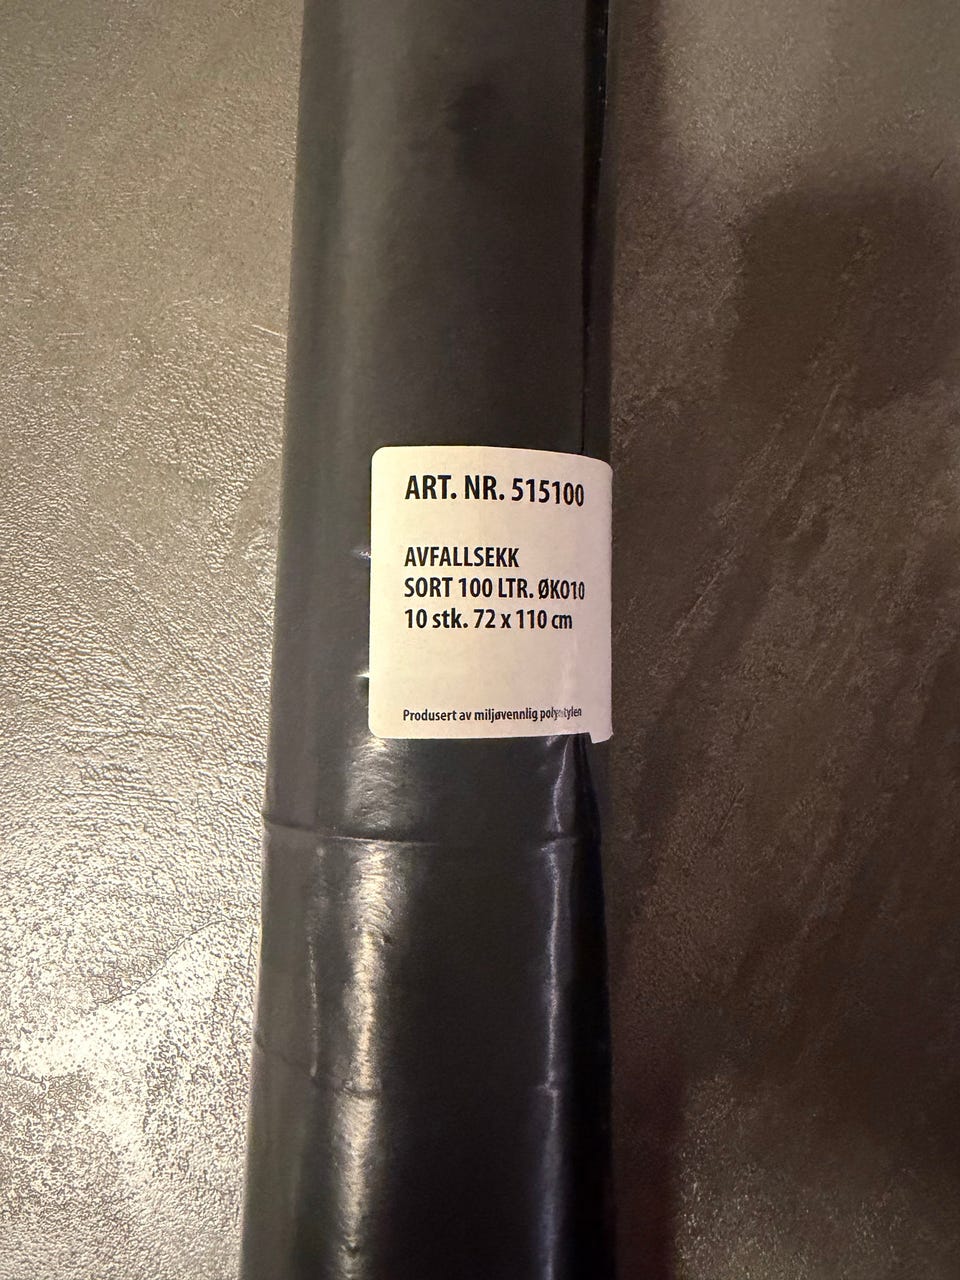 ART. NR. 515100
AVFALLSEKK
SORT 100 LTR. ØKO10
10 stk. 72 x 110 cm
Produsert av miljøvennlig polyetylen